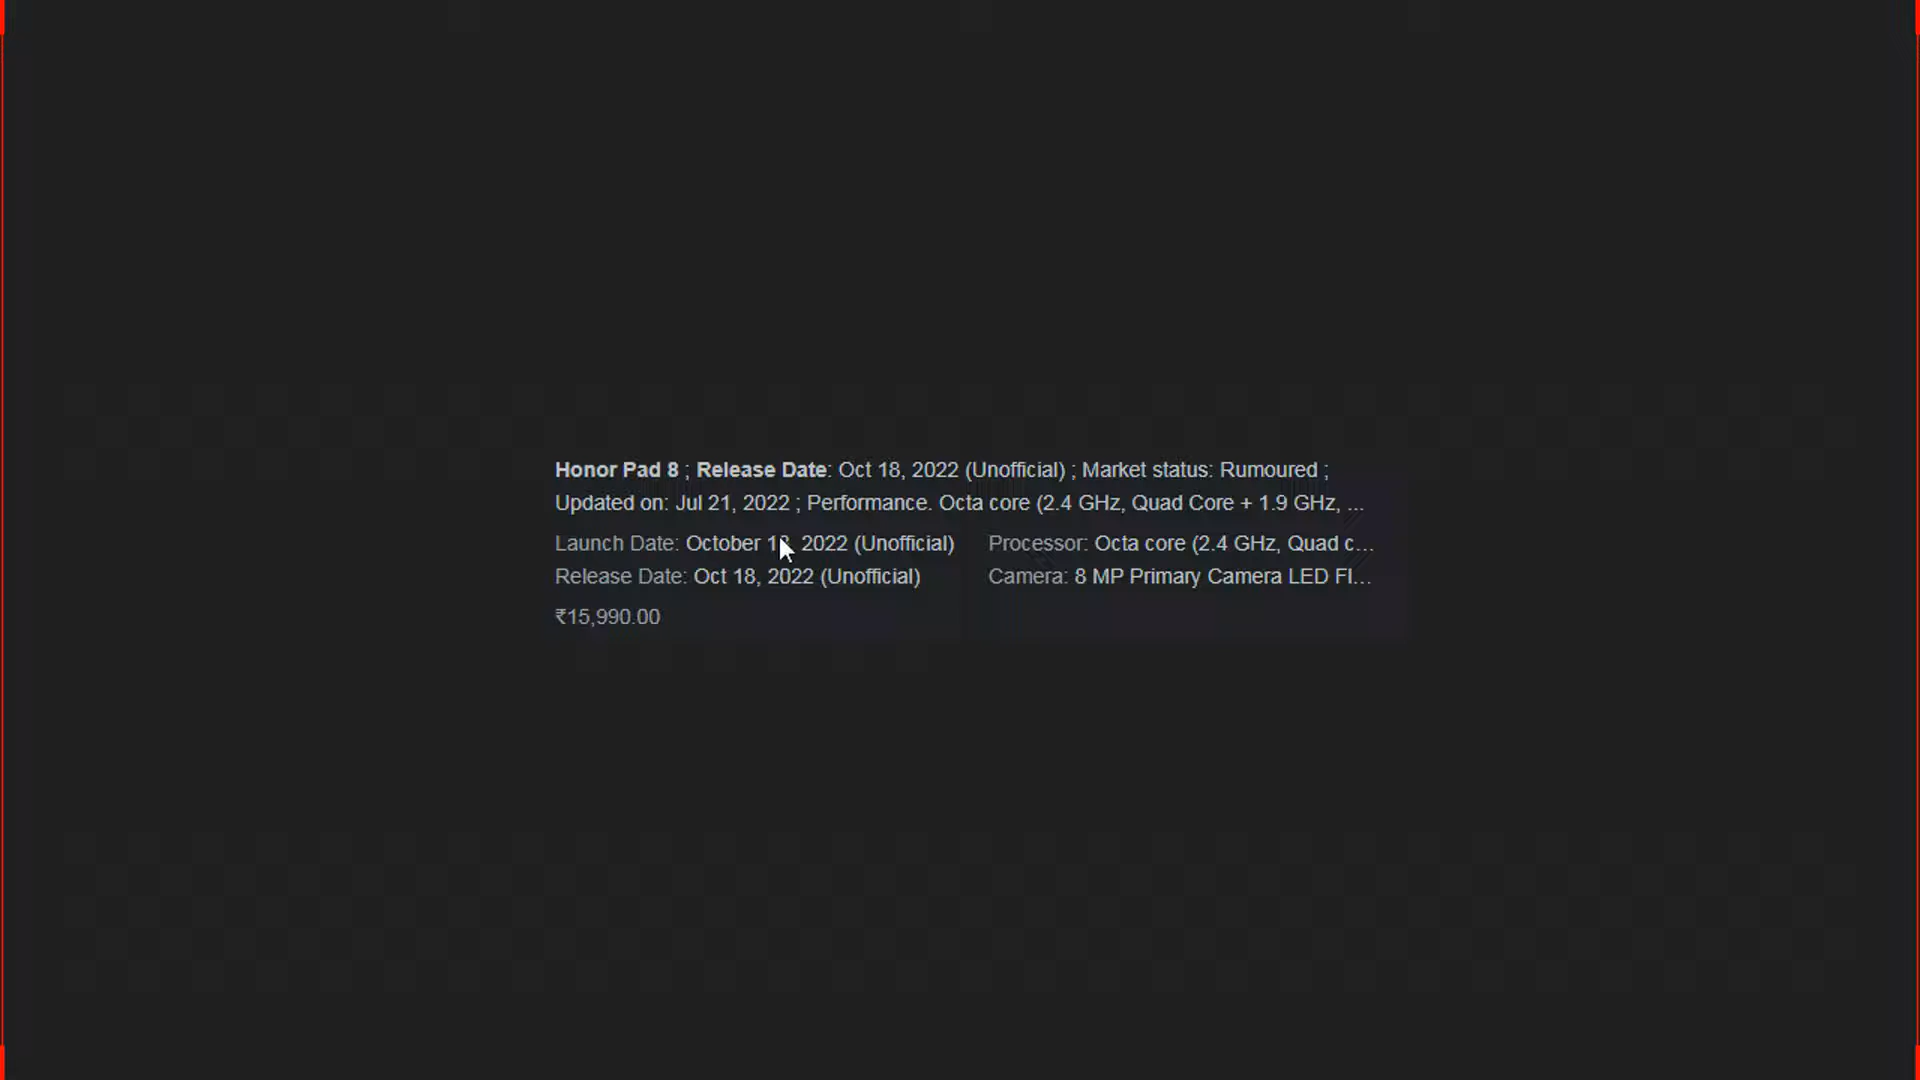 Honor Pad 8 ; Release Date: Oct 18, 2022 (Unofficial) ; Market status: Rumoured ;
Updated on: Jul 21, 2022 ; Performance. Octa core (2.4 GHz, Quad Core + 1.9 GHz, ...
Launch Date: October 18, 2022 (Unofficial) Processor: Octa core (2.4 GHz, Quad c...
Release Date: Oct 18, 2022 (Unofficial) Camera: 8 MP Primary Camera LED Fl...
₹15,990.00